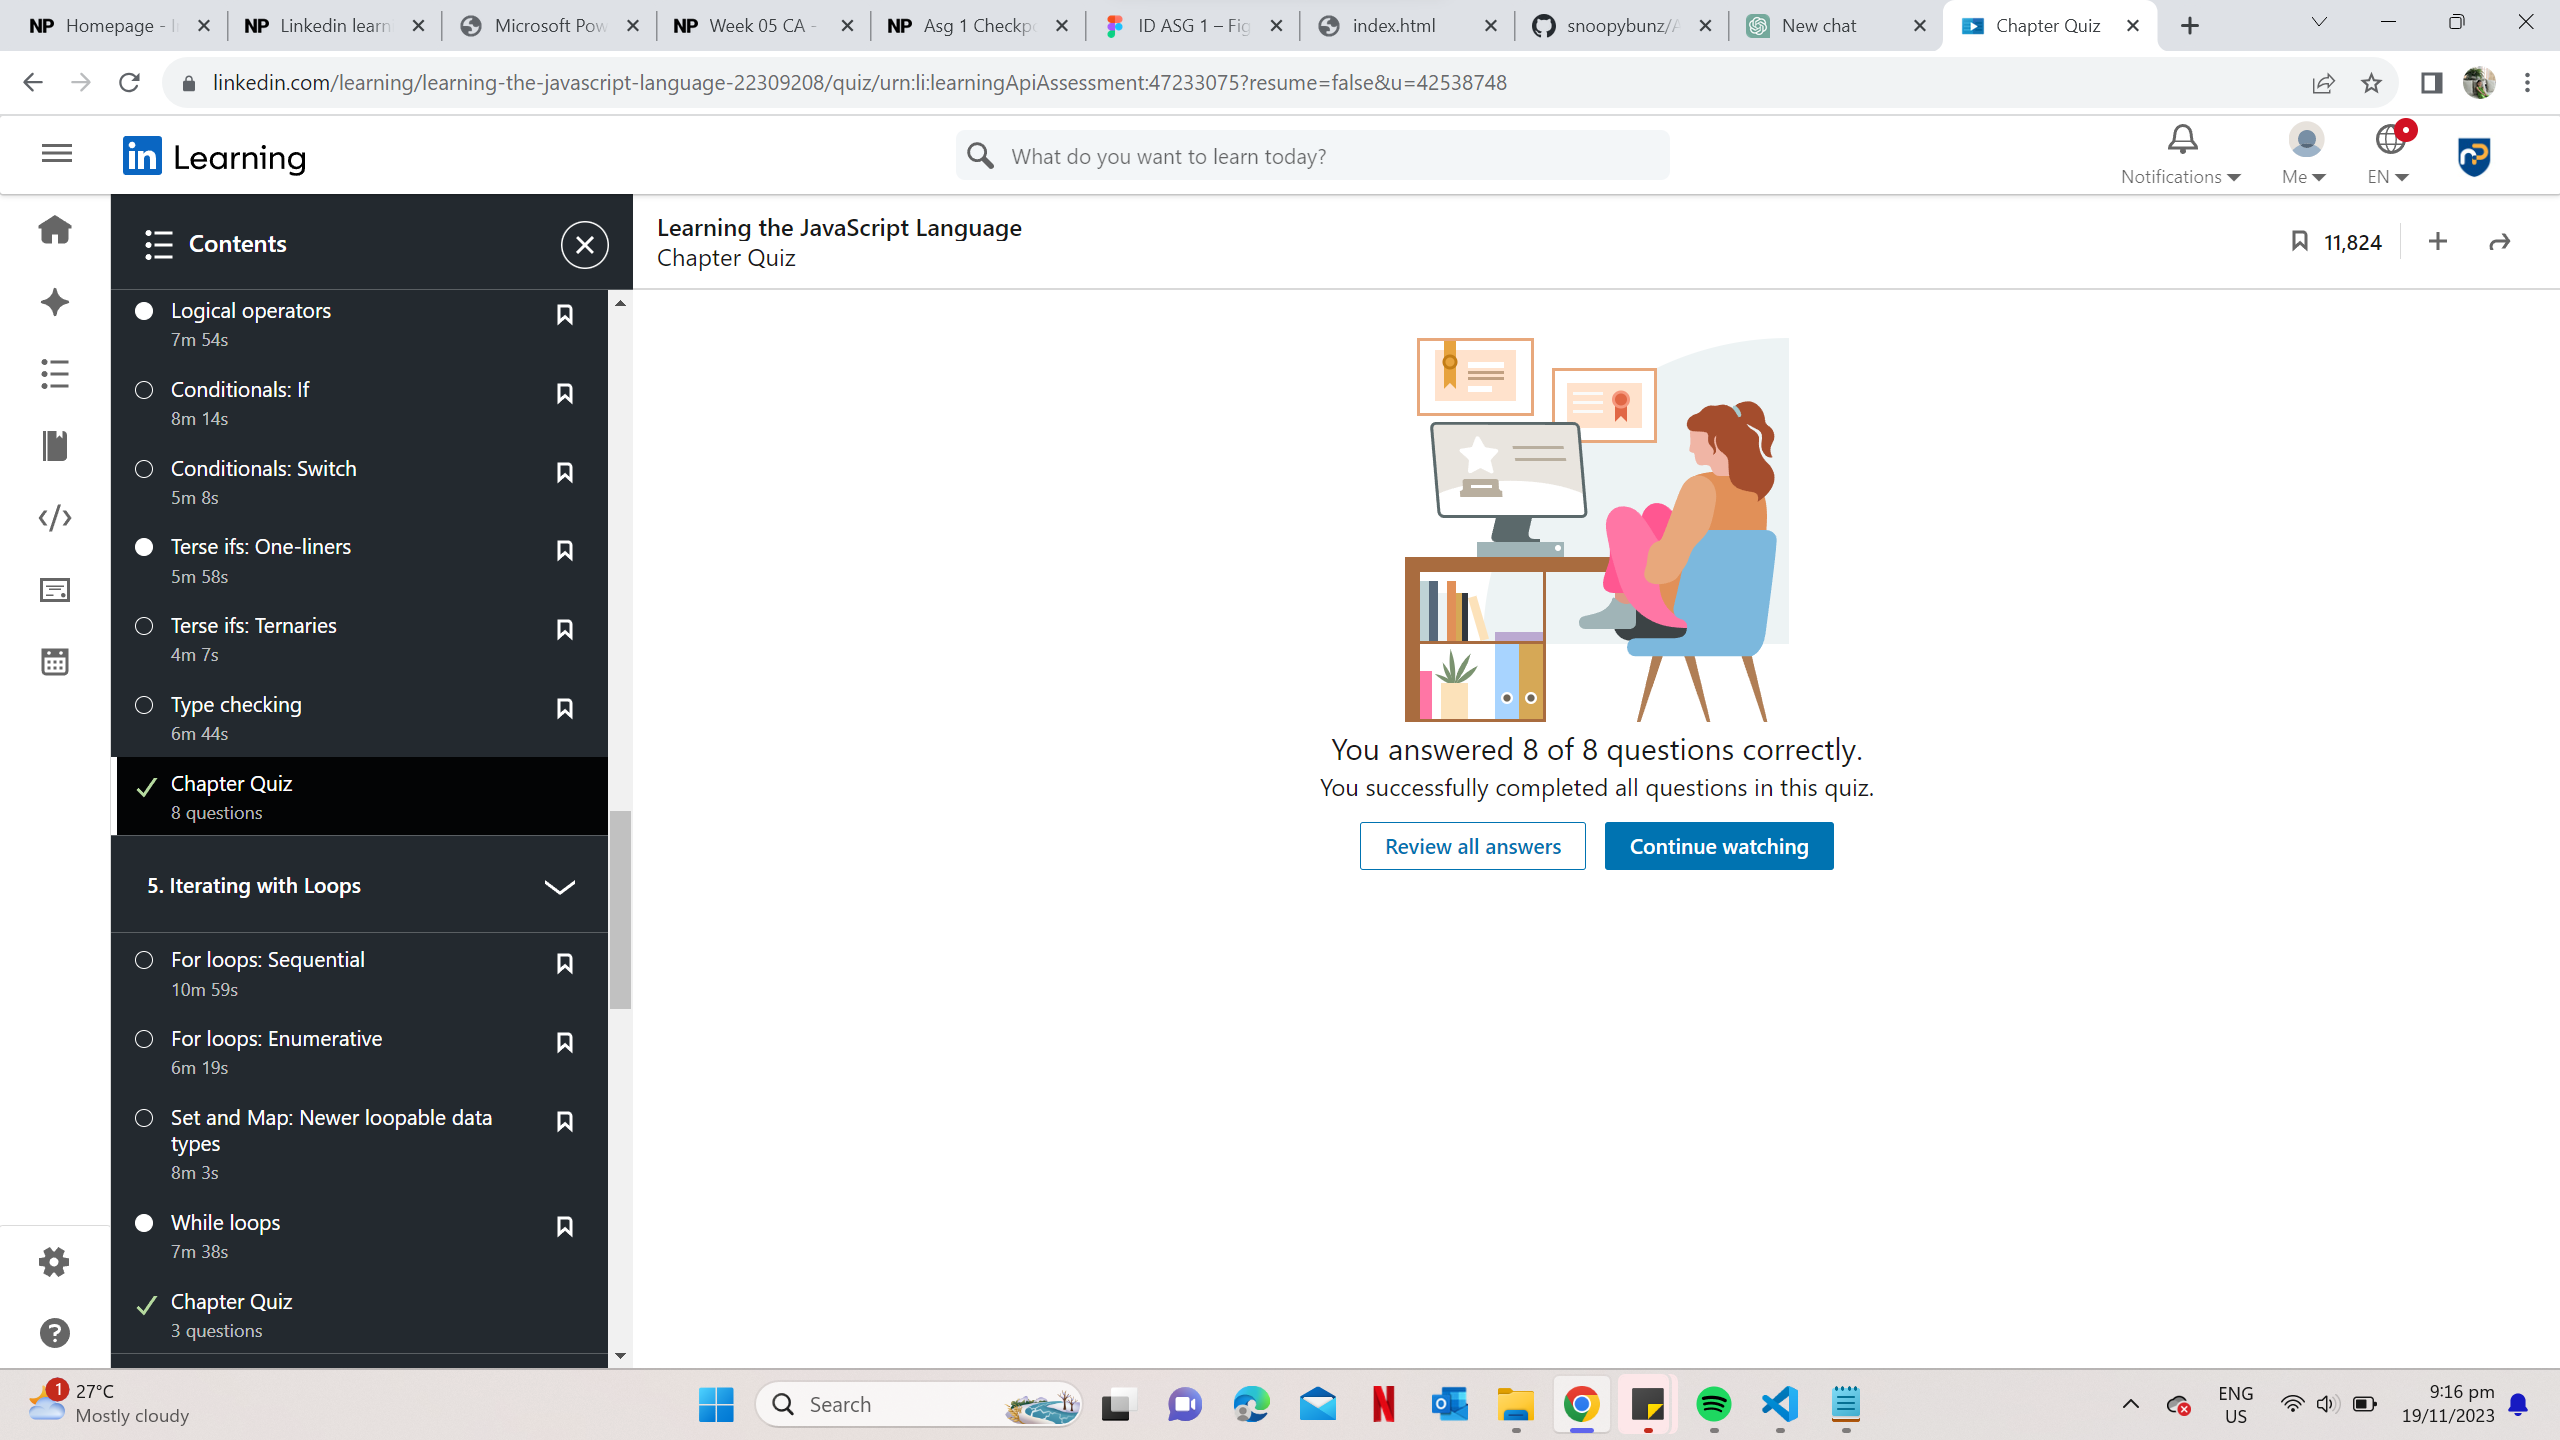 NP Homepage - I
NP Linkedin learni
Microsoft Pow
NP Week 05 CA -
NP Asg 1 Checkpo
ID ASG 1 – Fig
index.html
snoopybunz/A
New chat
Chapter Quiz
linkedin.com/learning/learning-the-javascript-language-22309208/quiz/urn:li:learningApiAssessment:47233075?resume=false&u=42538748
in Learning
What do you want to learn today?
Notifications
Me
EN
Contents
Learning the JavaScript Language
Chapter Quiz
11,824
Logical operators
7m 54s
Conditionals: If
8m 14s
Conditionals: Switch
5m 8s
Terse ifs: One-liners
5m 58s
Terse ifs: Ternaries
4m 7s
Type checking
6m 44s
Chapter Quiz
8 questions
5. Iterating with Loops
For loops: Sequential
10m 59s
For loops: Enumerative
6m 19s
Set and Map: Newer loopable data
types
8m 3s
While loops
7m 38s
Chapter Quiz
3 questions
You answered 8 of 8 questions correctly.
You successfully completed all questions in this quiz.
Review all answers
Continue watching
1
27°C
Mostly cloudy
Search
ENG
US
9:16 pm
19/11/2023